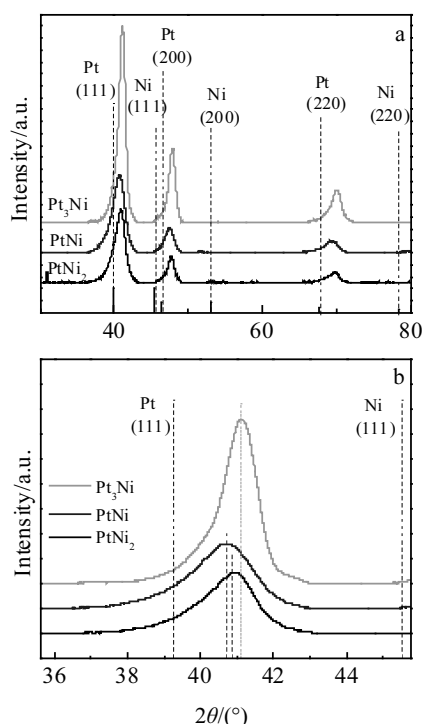 a
Pt
(200)
Pt
(111)
Ni
(111)
Ni
(200)
Pt
(220)
Ni
(220)
Intensity/a.u.
Pt₃Ni
PtNi
PtNi₂
40
60
80
b
Pt
(111)
Ni
(111)
Intensity/a.u.
Pt₃Ni
PtNi
PtNi₂
36
38
40
42
44
2θ/(°)